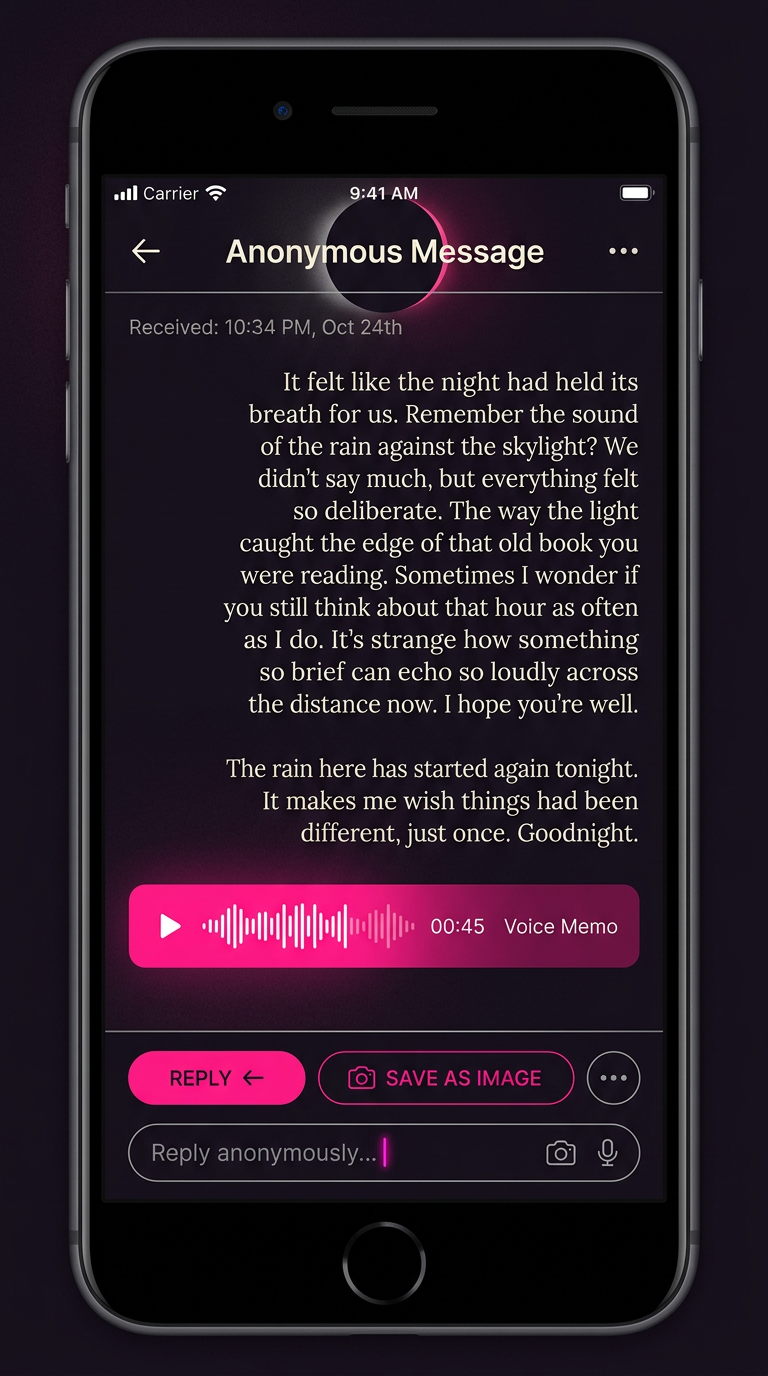 Carrier 9:41 AM
Anonymous Message
Received: 10:34 PM, Oct 24th
It felt like the night had held its
breath for us. Remember the sound
of the rain against the skylight? We
didn’t say much, but everything felt
so deliberate. The way the light
caught the edge of that old book you
were reading. Sometimes I wonder if
you still think about that hour as often
as I do. It’s strange how something
so brief can echo so loudly across
the distance now. I hope you’re well.
The rain here has started again tonight.
It makes me wish things had been
different, just once. Goodnight.
00:45 Voice Memo
REPLY SAVE AS IMAGE
Reply anonymously...